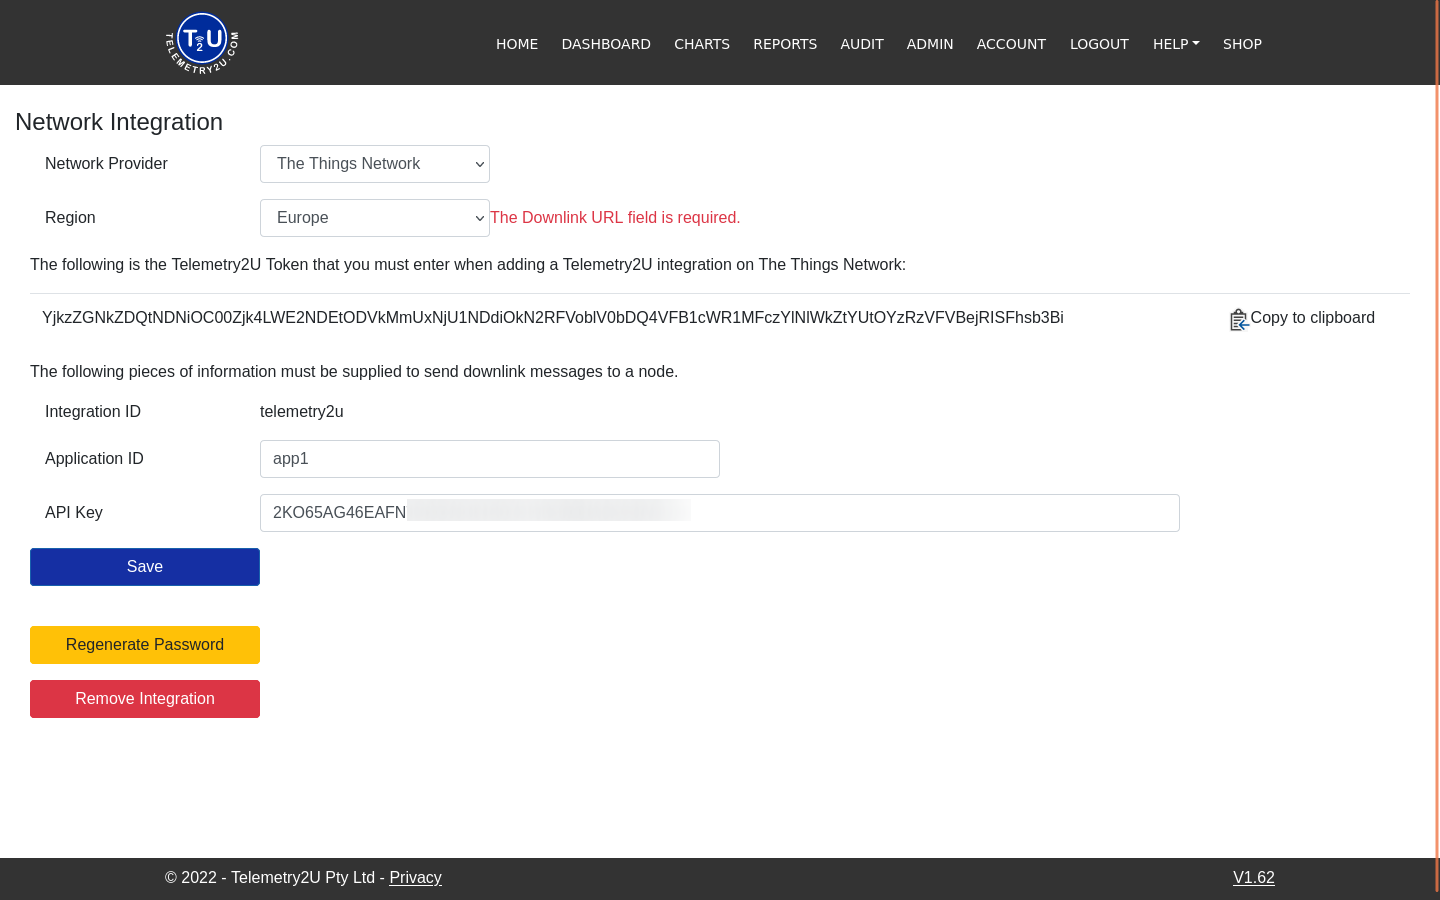 T2U
TELEMETRY2U.COM
HOME DASHBOARD CHARTS REPORTS AUDIT ADMIN ACCOUNT LOGOUT HELP SHOP
Network Integration
Network Provider The Things Network
Region Europe The Downlink URL field is required.
The following is the Telemetry2U Token that you must enter when adding a Telemetry2U integration on The Things Network:
YjkzZGNkZDQtNDNiOC00Zjk4LWE2NDEtODVkMmUxNjU1NDdiOkN2RFVoblV0bDQ4VFB1cWR1MFczYlNlWkZtYUtOYzRzVFVBejRISFhsb3Bi Copy to clipboard
The following pieces of information must be supplied to send downlink messages to a node.
Integration ID telemetry2u
Application ID app1
API Key 2KO65AG46EAFN
Save
Regenerate Password
Remove Integration
© 2022 - Telemetry2U Pty Ltd - Privacy V1.62